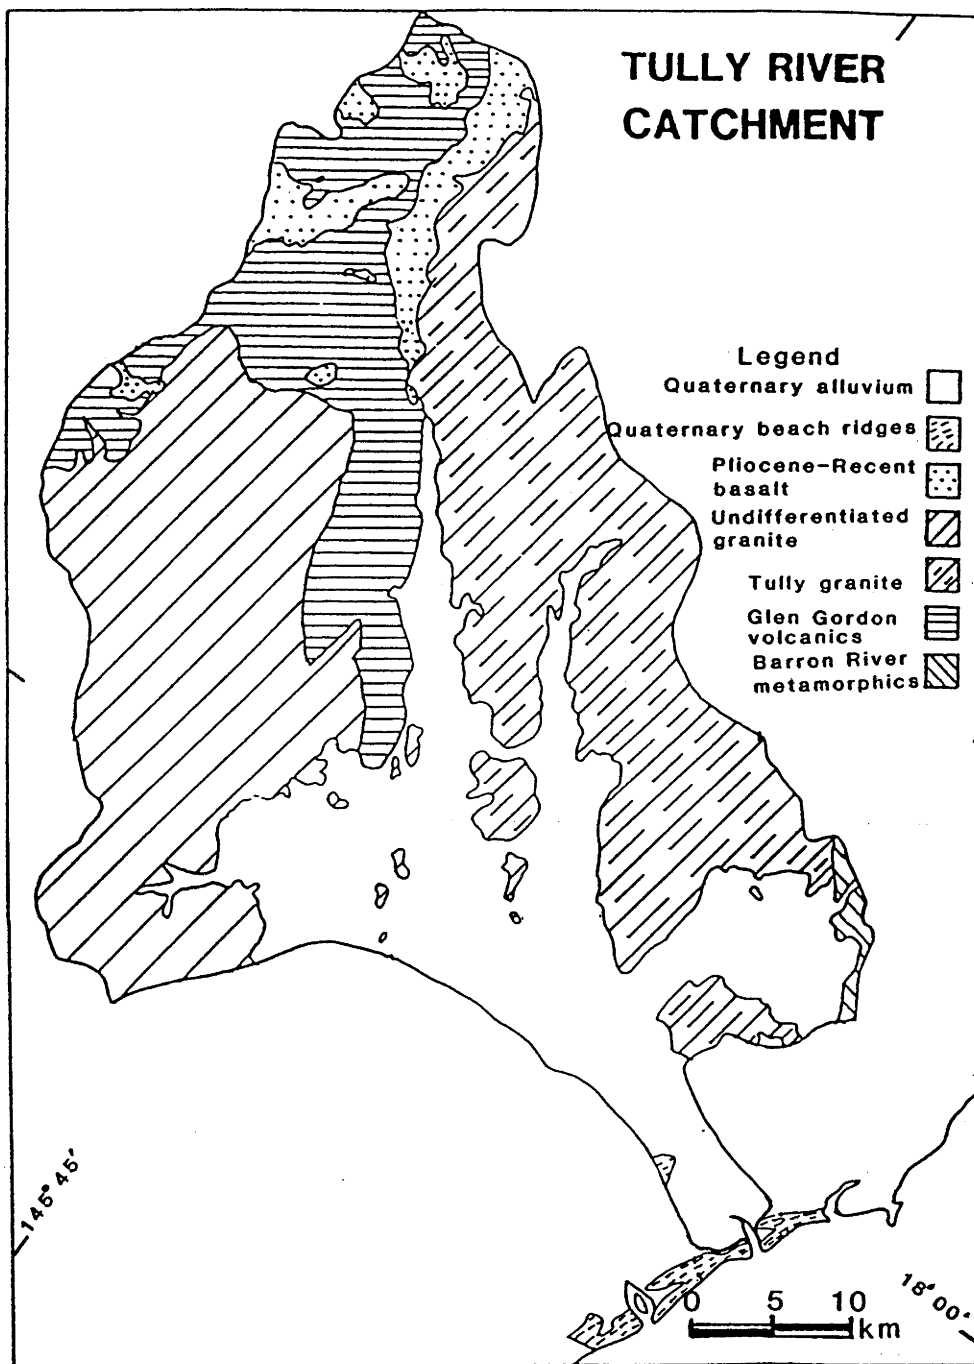 TULLY RIVER
CATCHMENT
Legend
Quaternary alluvium
Quaternary beach ridges
Pliocene-Recent
basalt
Undifferentiated
granite
Tully granite
Glen Gordon
volcanics
Barron River
metamorphics
145° 45'
18° 00'
0 5 10
km